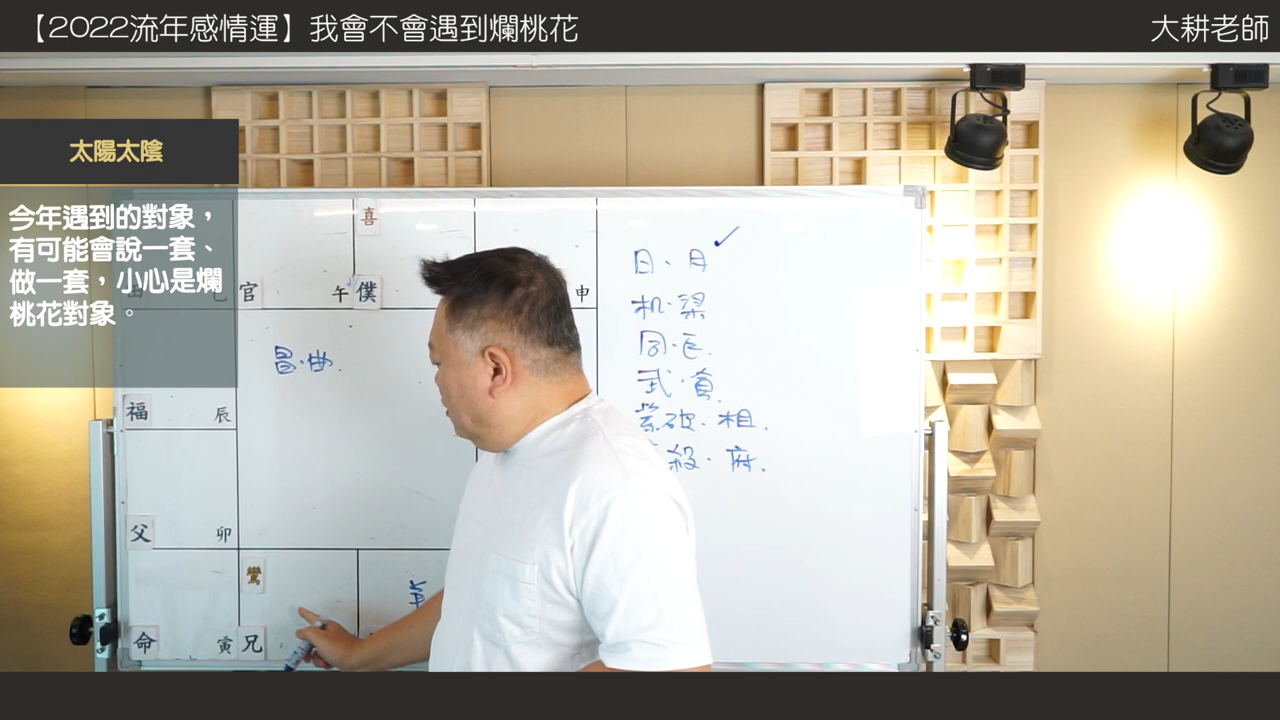 【2022流年感情運】我會不會遇到爛桃花
大耕老師
太陽太陰
今年遇到的對象，
有可能會說一套、
做一套，小心是爛
桃花對象。
喜
官
午
僕
申
昌·曲.
福
辰
父
卯
鸞
命
寅
兄
日、月 ✓
机·梁
同·巨.
武·貪.
紫破·相.
殺·府.